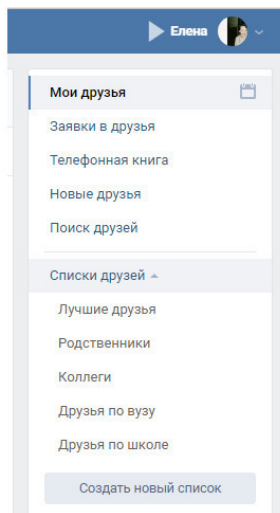 Елена
Мои друзья
Заявки в друзья
Телефонная книга
Новые друзья
Поиск друзей
Списки друзей
Лучшие друзья
Родственники
Коллеги
Друзья по вузу
Друзья по школе
Создать новый список